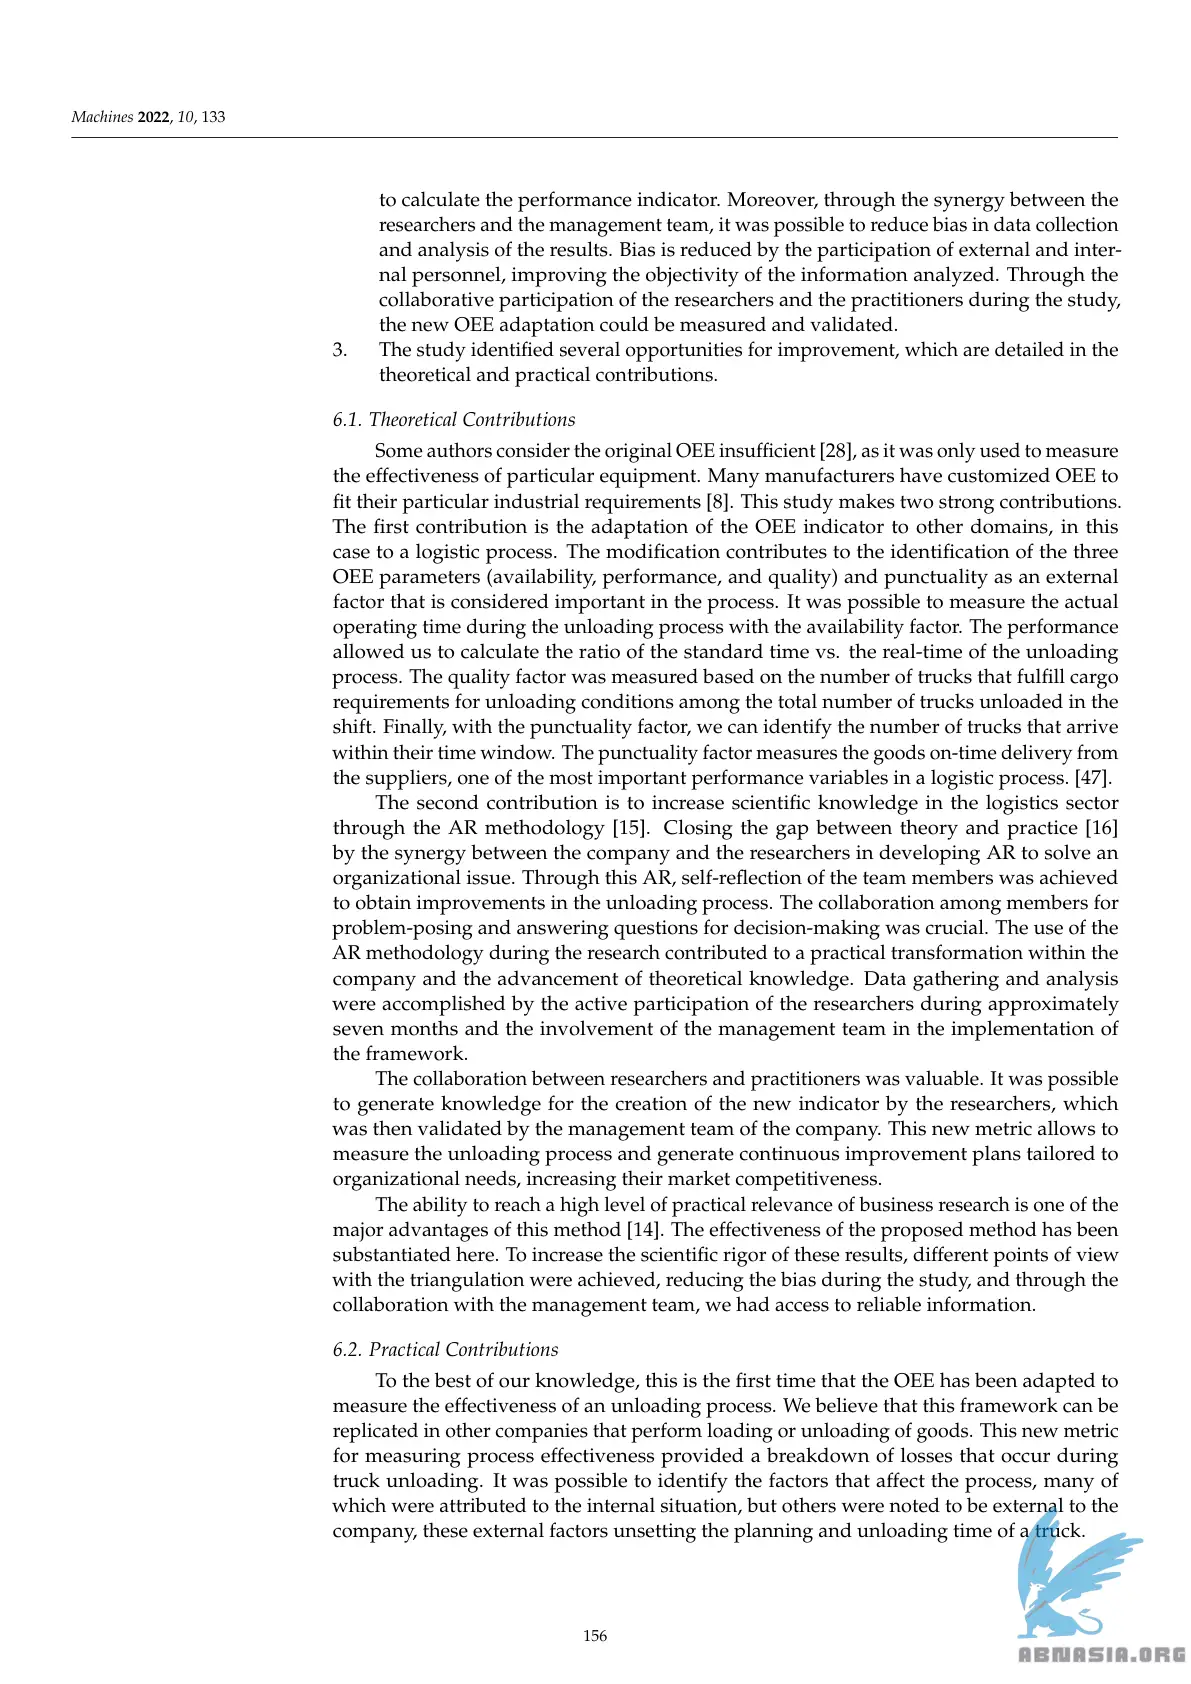 Machines 2022, 10, 133
to calculate the performance indicator. Moreover, through the synergy between the
researchers and the management team, it was possible to reduce bias in data collection
and analysis of the results. Bias is reduced by the participation of external and inter-
nal personnel, improving the objectivity of the information analyzed. Through the
collaborative participation of the researchers and the practitioners during the study,
the new OEE adaptation could be measured and validated.
3. The study identified several opportunities for improvement, which are detailed in the
theoretical and practical contributions.
6.1. Theoretical Contributions
Some authors consider the original OEE insufficient [28], as it was only used to measure
the effectiveness of particular equipment. Many manufacturers have customized OEE to
fit their particular industrial requirements [8]. This study makes two strong contributions.
The first contribution is the adaptation of the OEE indicator to other domains, in this
case to a logistic process. The modification contributes to the identification of the three
OEE parameters (availability, performance, and quality) and punctuality as an external
factor that is considered important in the process. It was possible to measure the actual
operating time during the unloading process with the availability factor. The performance
allowed us to calculate the ratio of the standard time vs. the real-time of the unloading
process. The quality factor was measured based on the number of trucks that fulfill cargo
requirements for unloading conditions among the total number of trucks unloaded in the
shift. Finally, with the punctuality factor, we can identify the number of trucks that arrive
within their time window. The punctuality factor measures the goods on-time delivery from
the suppliers, one of the most important performance variables in a logistic process. [47].
The second contribution is to increase scientific knowledge in the logistics sector
through the AR methodology [15]. Closing the gap between theory and practice [16]
by the synergy between the company and the researchers in developing AR to solve an
organizational issue. Through this AR, self-reflection of the team members was achieved
to obtain improvements in the unloading process. The collaboration among members for
problem-posing and answering questions for decision-making was crucial. The use of the
AR methodology during the research contributed to a practical transformation within the
company and the advancement of theoretical knowledge. Data gathering and analysis
were accomplished by the active participation of the researchers during approximately
seven months and the involvement of the management team in the implementation of
the framework.
The collaboration between researchers and practitioners was valuable. It was possible
to generate knowledge for the creation of the new indicator by the researchers, which
was then validated by the management team of the company. This new metric allows to
measure the unloading process and generate continuous improvement plans tailored to
organizational needs, increasing their market competitiveness.
The ability to reach a high level of practical relevance of business research is one of the
major advantages of this method [14]. The effectiveness of the proposed method has been
substantiated here. To increase the scientific rigor of these results, different points of view
with the triangulation were achieved, reducing the bias during the study, and through the
collaboration with the management team, we had access to reliable information.
6.2. Practical Contributions
To the best of our knowledge, this is the first time that the OEE has been adapted to
measure the effectiveness of an unloading process. We believe that this framework can be
replicated in other companies that perform loading or unloading of goods. This new metric
for measuring process effectiveness provided a breakdown of losses that occur during
truck unloading. It was possible to identify the factors that affect the process, many of
which were attributed to the internal situation, but others were noted to be external to the
company, these external factors unsetting the planning and unloading time of a truck.
156
ABNASIA.ORG